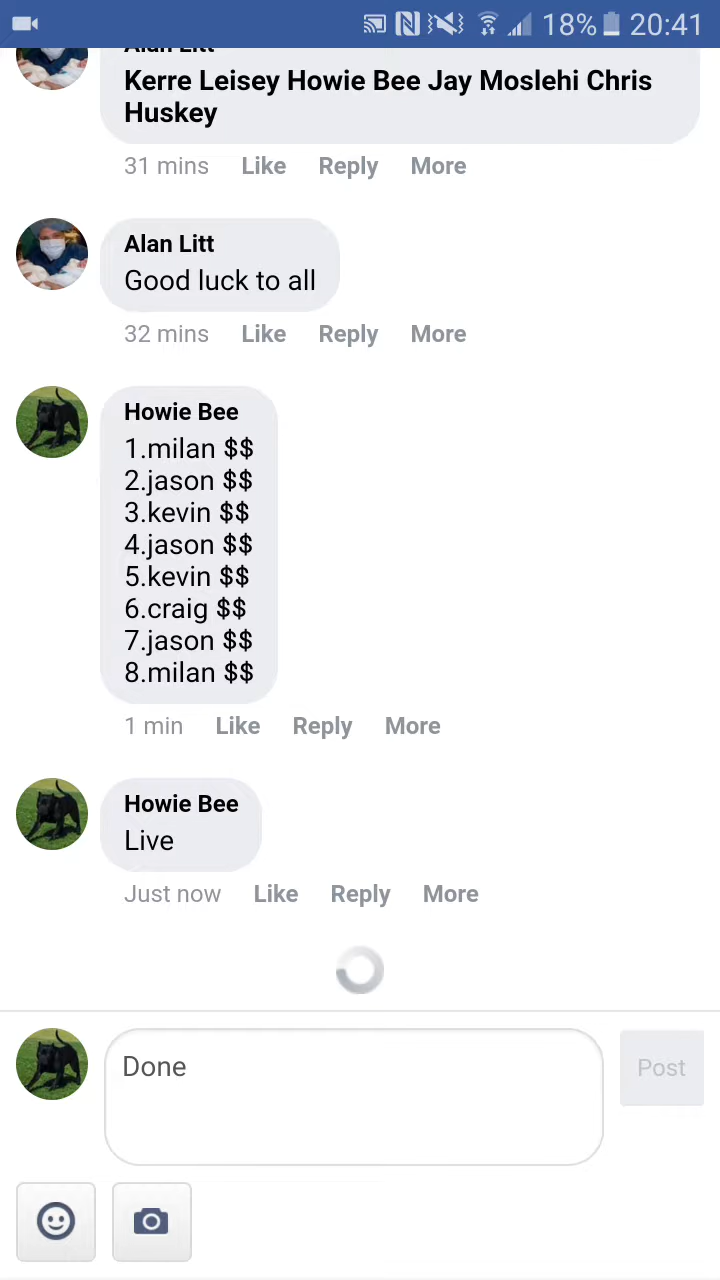 18% 20:41
Alan Litt
Kerre Leisey Howie Bee Jay Moslehi Chris
Huskey
31 mins Like Reply More
Alan Litt
Good luck to all
32 mins Like Reply More
Howie Bee
1.milan $$
2.jason $$
3.kevin $$
4.jason $$
5.kevin $$
6.craig $$
7.jason $$
8.milan $$
1 min Like Reply More
Howie Bee
Live
Just now Like Reply More
Done
Post